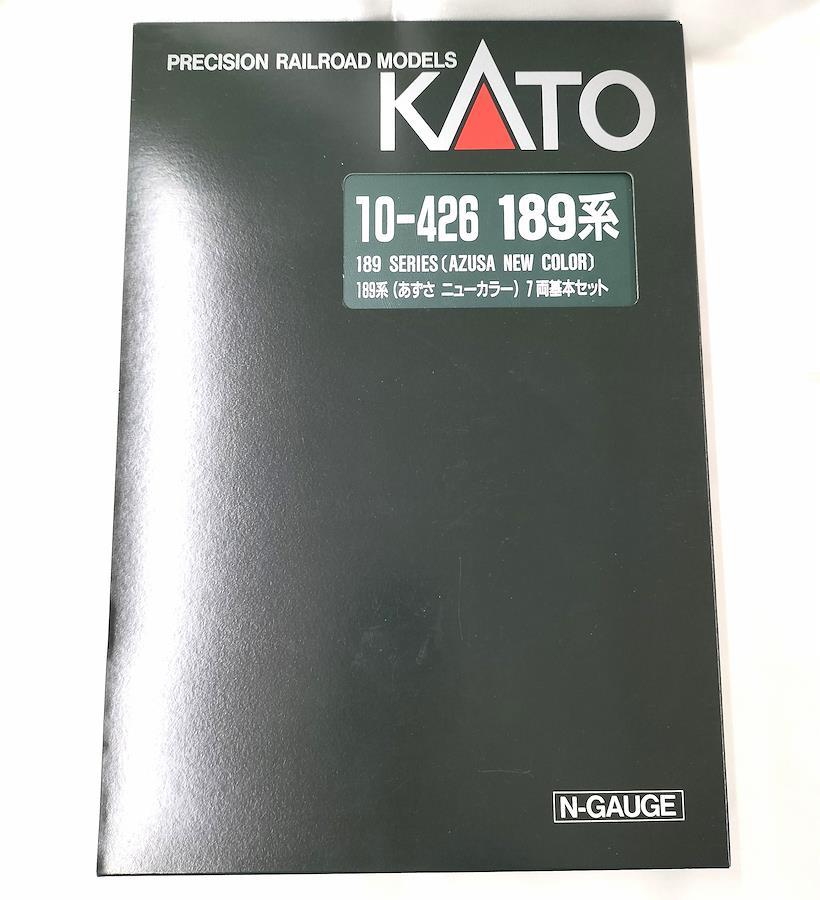 PRECISION RAILROAD MODELS
KATO
10-426 189系
189 SERIES(AZUSA NEW COLOR)
189系(あずさ ニューカラー)7両基本セット
N-GAUGE